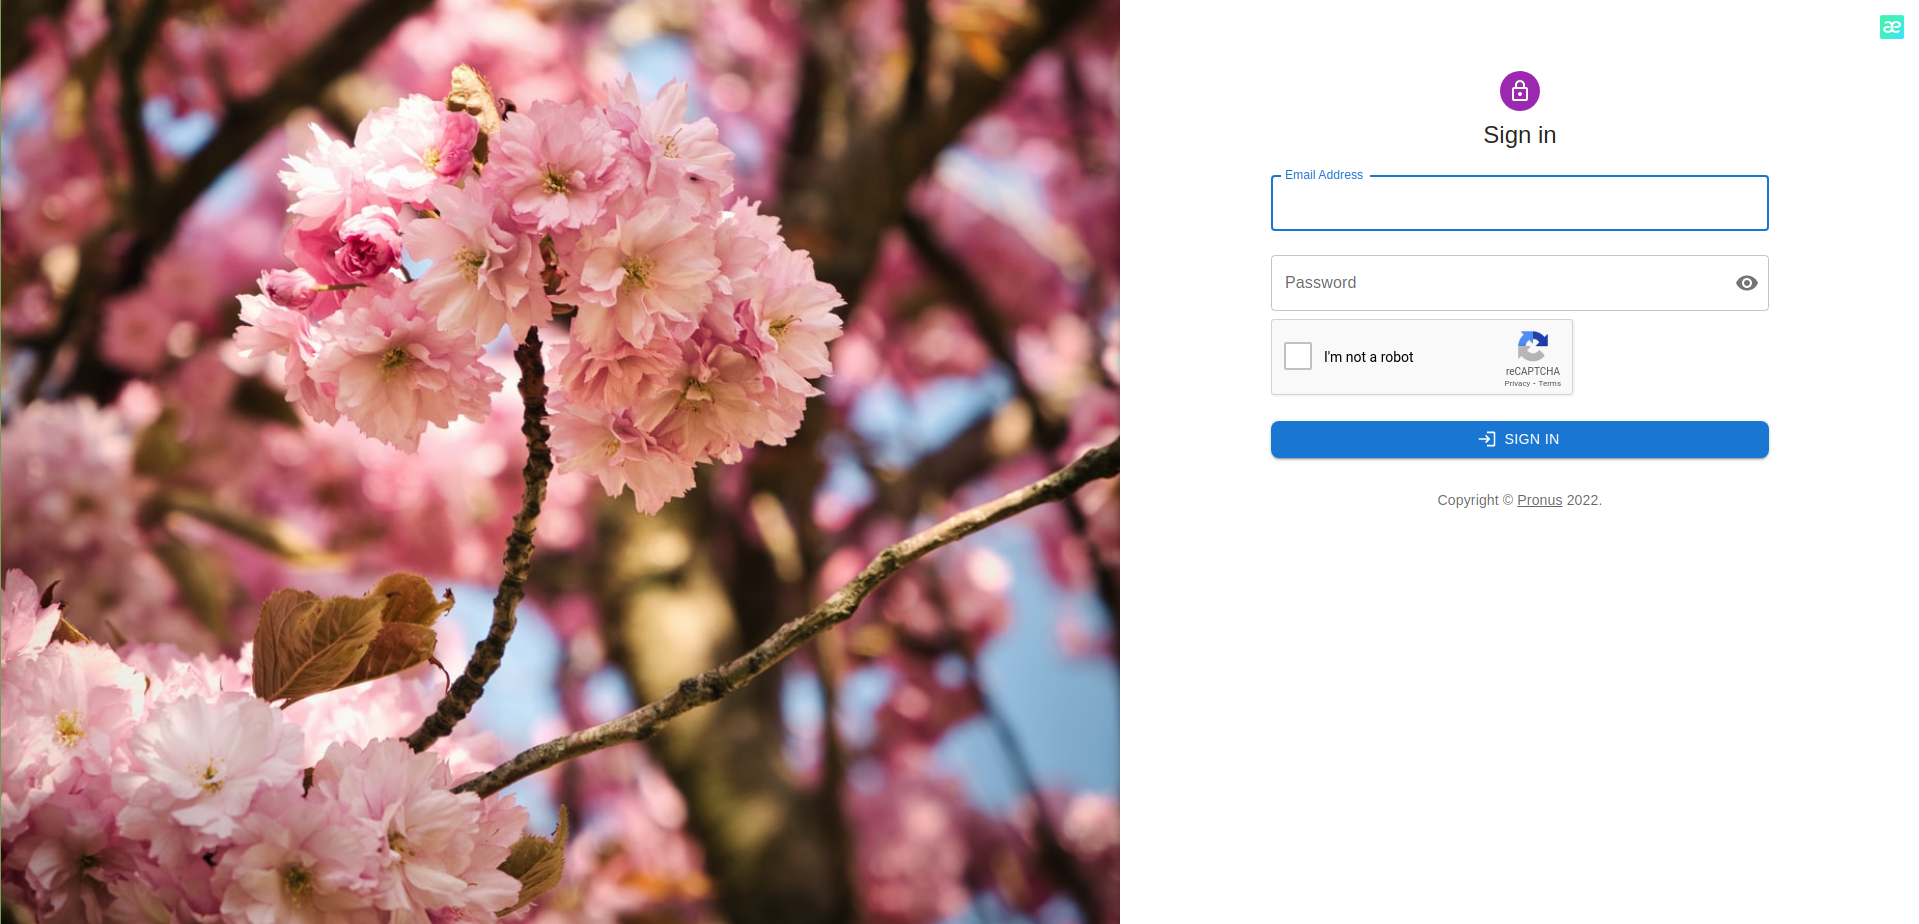 æ
Sign in
Email Address
Password
I'm not a robot
reCAPTCHA
Privacy - Terms
SIGN IN
Copyright © Pronus 2022.